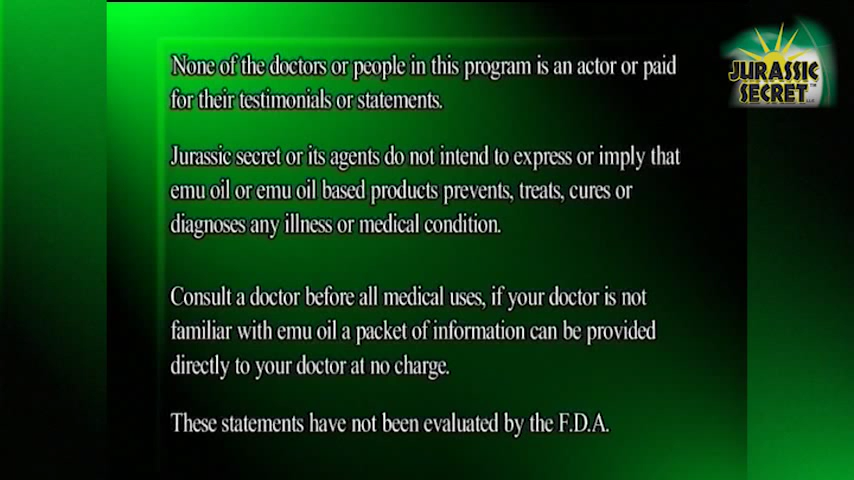 None of the doctors or people in this program is an actor or paid
for their testimonials or statements.
Jurassic secret or its agents do not intend to express or imply that
emu oil or emu oil based products prevents, treats, cures or
diagnoses any illness or medical condition.
Consult a doctor before all medical uses, if your doctor is not
familiar with emu oil a packet of information can be provided
directly to your doctor at no charge.
These statements have not been evaluated by the F.D.A.
JURASSIC
SECRET™